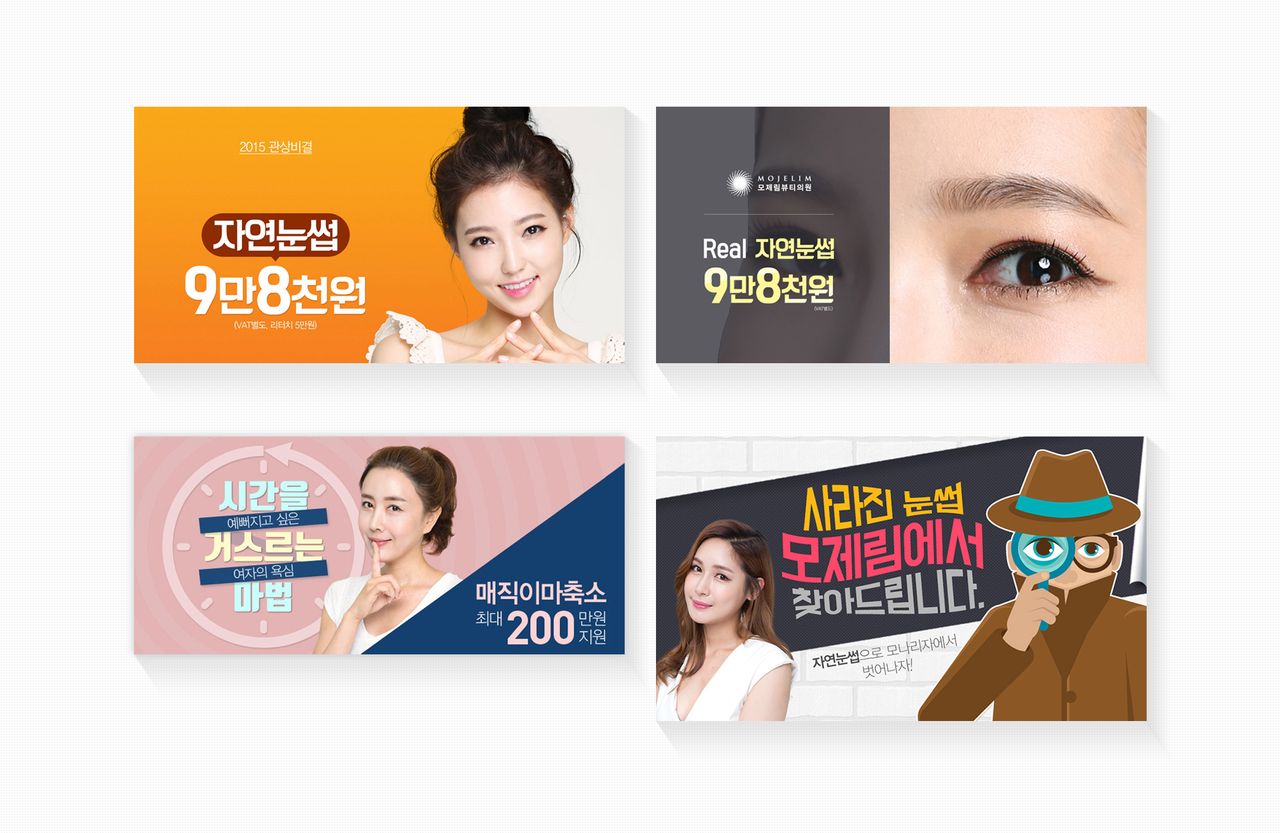 2015 관상비결
자연눈썹
9만8천원
(VAT별도, 리터치 5만원)
MOJELIM
모제림뷰티의원
Real 자연눈썹
9만8천원
(VAT별도)
시간을
예뻐지고 싶은
거스르는
여자의 욕심
마법
매직이마축소
최대 200 만원
지원
사라진 눈썹
모제림에서
찾아드립니다.
자연눈썹으로 모나리자에서
벗어나자!